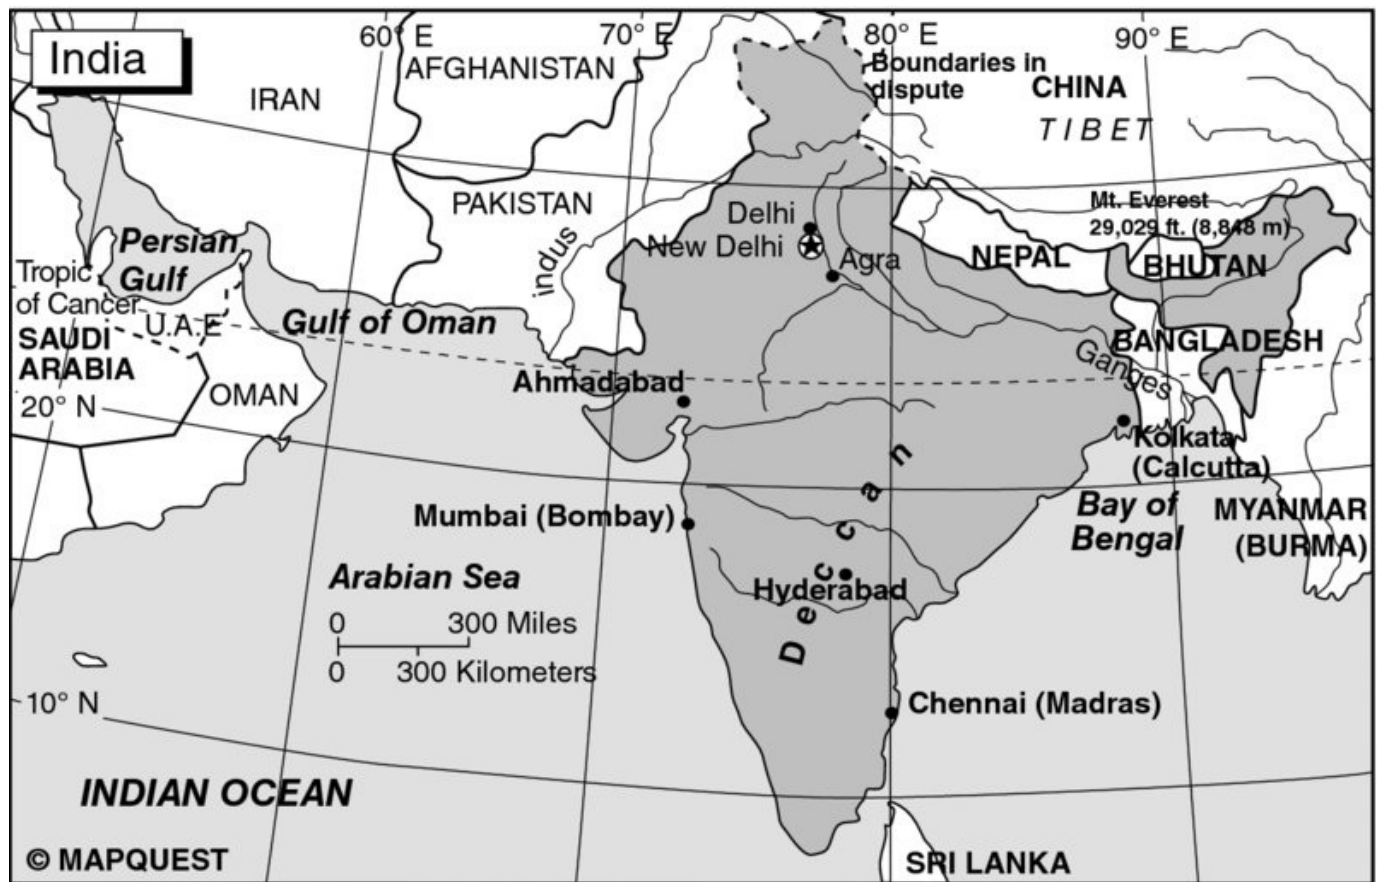 India
60° E
70° E
80° E
90° E
AFGHANISTAN
IRAN
Boundaries in
dispute
CHINA
TIBET
PAKISTAN
Indus
Delhi
New Delhi
Agra
Mt. Everest
29,029 ft. (8,848 m)
NEPAL
BHUTAN
Persian
Gulf
Tropic
of Cancer
U.A.E
Gulf of Oman
SAUDI
ARABIA
OMAN
20° N
BANGLADESH
Ganges
Ahmadabad
Kolkata
(Calcutta)
Deccan
Mumbai (Bombay)
Bay of
Bengal
MYANMAR
(BURMA)
Arabian Sea
Hyderabad
0 300 Miles
0 300 Kilometers
10° N
Chennai (Madras)
INDIAN OCEAN
© MAPQUEST
SRI LANKA